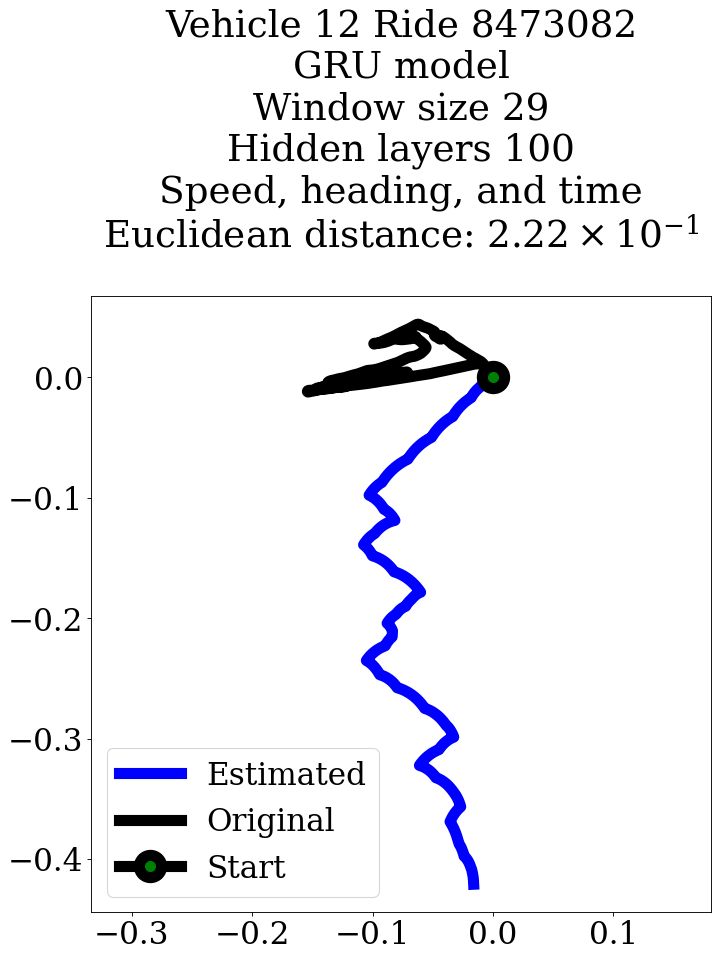 Vehicle 12 Ride 8473082
GRU model
Window size 29
Hidden layers 100
Speed, heading, and time
Euclidean distance: 2.22 × 10⁻¹
0.0
−0.1
−0.2
−0.3
−0.4
Estimated
Original
Start
−0.3 −0.2 −0.1 0.0 0.1